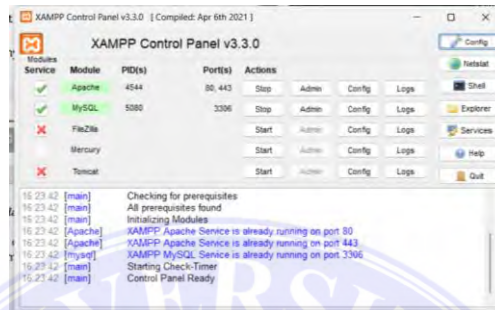 XAMPP Control Panel v3.3.0 [ Compiled: Apr 6th 2021 ]
XAMPP Control Panel v3.3.0
Config
Modules
Service Module PID(s) Port(s) Actions
Netstat
Apache 4544 80, 443 Stop Admin Config Logs
Shell
MySQL 5080 3306 Stop Admin Config Logs
Explorer
FileZilla Start Admin Config Logs
Services
Mercury Start Admin Config Logs
Help
Tomcat Start Admin Config Logs
Quit
16:23:42 [main] Checking for prerequisites
16:23:42 [main] All prerequisites found
16:23:42 [main] Initializing Modules
16:23:42 [Apache] XAMPP Apache Service is already running on port 80
16:23:42 [Apache] XAMPP Apache Service is already running on port 443
16:23:42 [mysql] XAMPP MySQL Service is already running on port 3306
16:23:42 [main] Starting Check-Timer
16:23:42 [main] Control Panel Ready